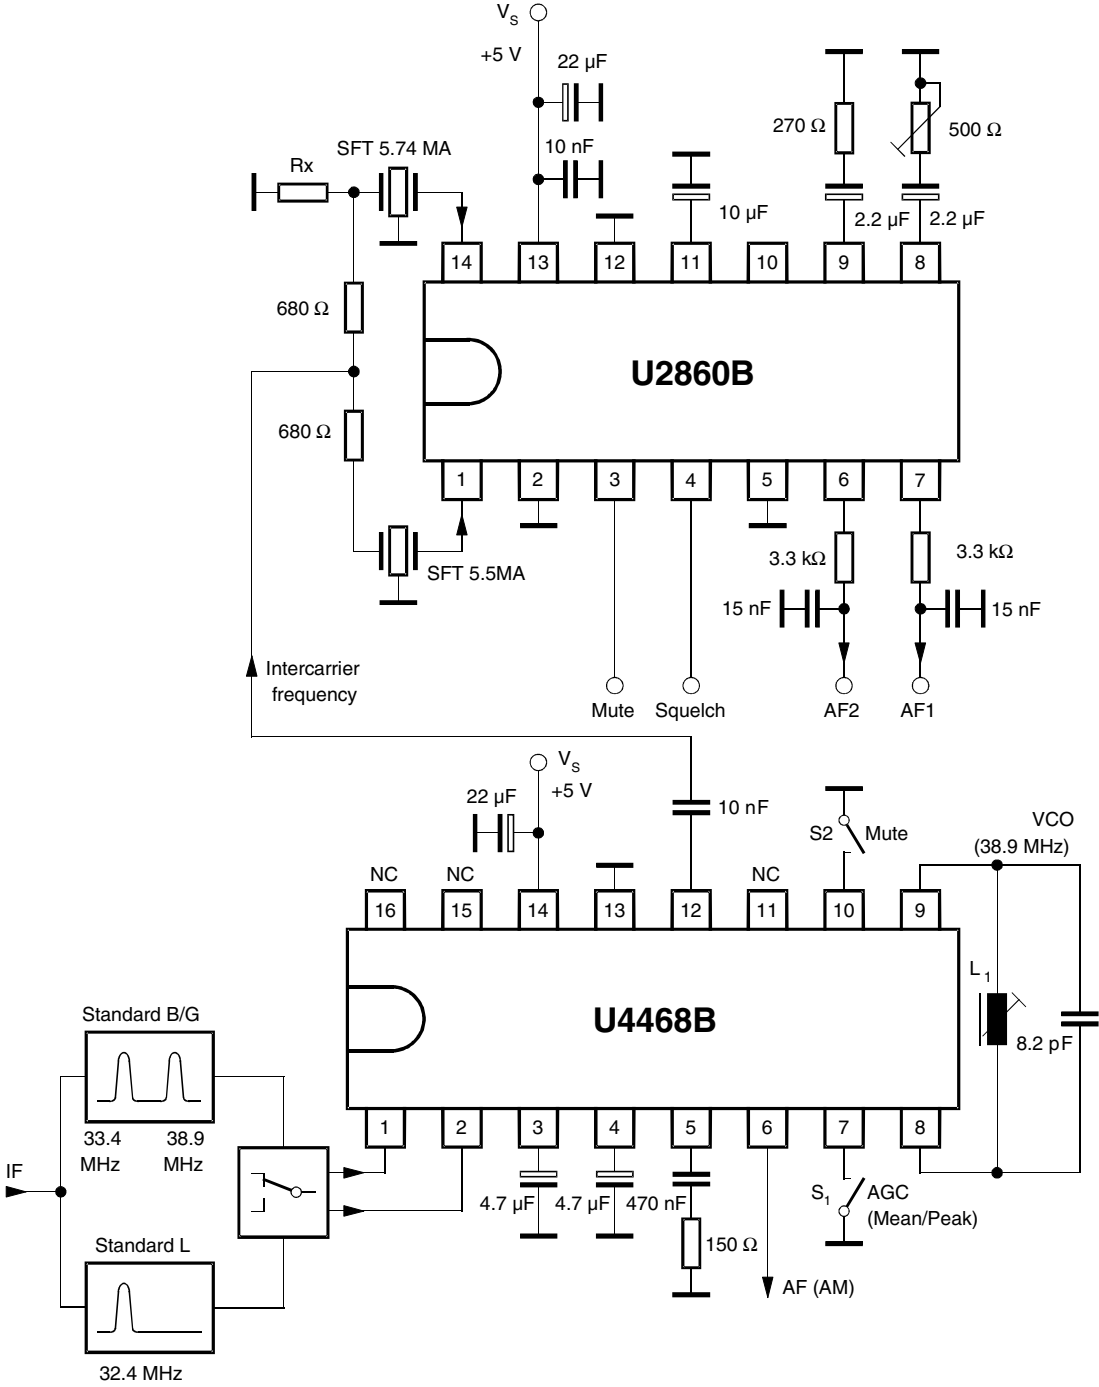 V_S
+5 V
22 µF
10 nF
SFT 5.74 MA
Rx
270 Ω
500 Ω
10 µF
2.2 µF
2.2 µF
14
13
12
11
10
9
8
680 Ω
U2860B
680 Ω
1
2
3
4
5
6
7
SFT 5.5MA
3.3 kΩ
3.3 kΩ
15 nF
15 nF
Intercarrier
frequency
Mute
Squelch
AF2
AF1
V_S
+5 V
22 µF
10 nF
S2
Mute
VCO
(38.9 MHz)
NC
NC
NC
16
15
14
13
12
11
10
9
L_1
U4468B
8.2 pF
Standard B/G
33.4
MHz
38.9
MHz
1
2
3
4
5
6
7
8
IF
4.7 µF
4.7 µF
470 nF
S_1
AGC
(Mean/Peak)
150 Ω
AF (AM)
Standard L
32.4 MHz